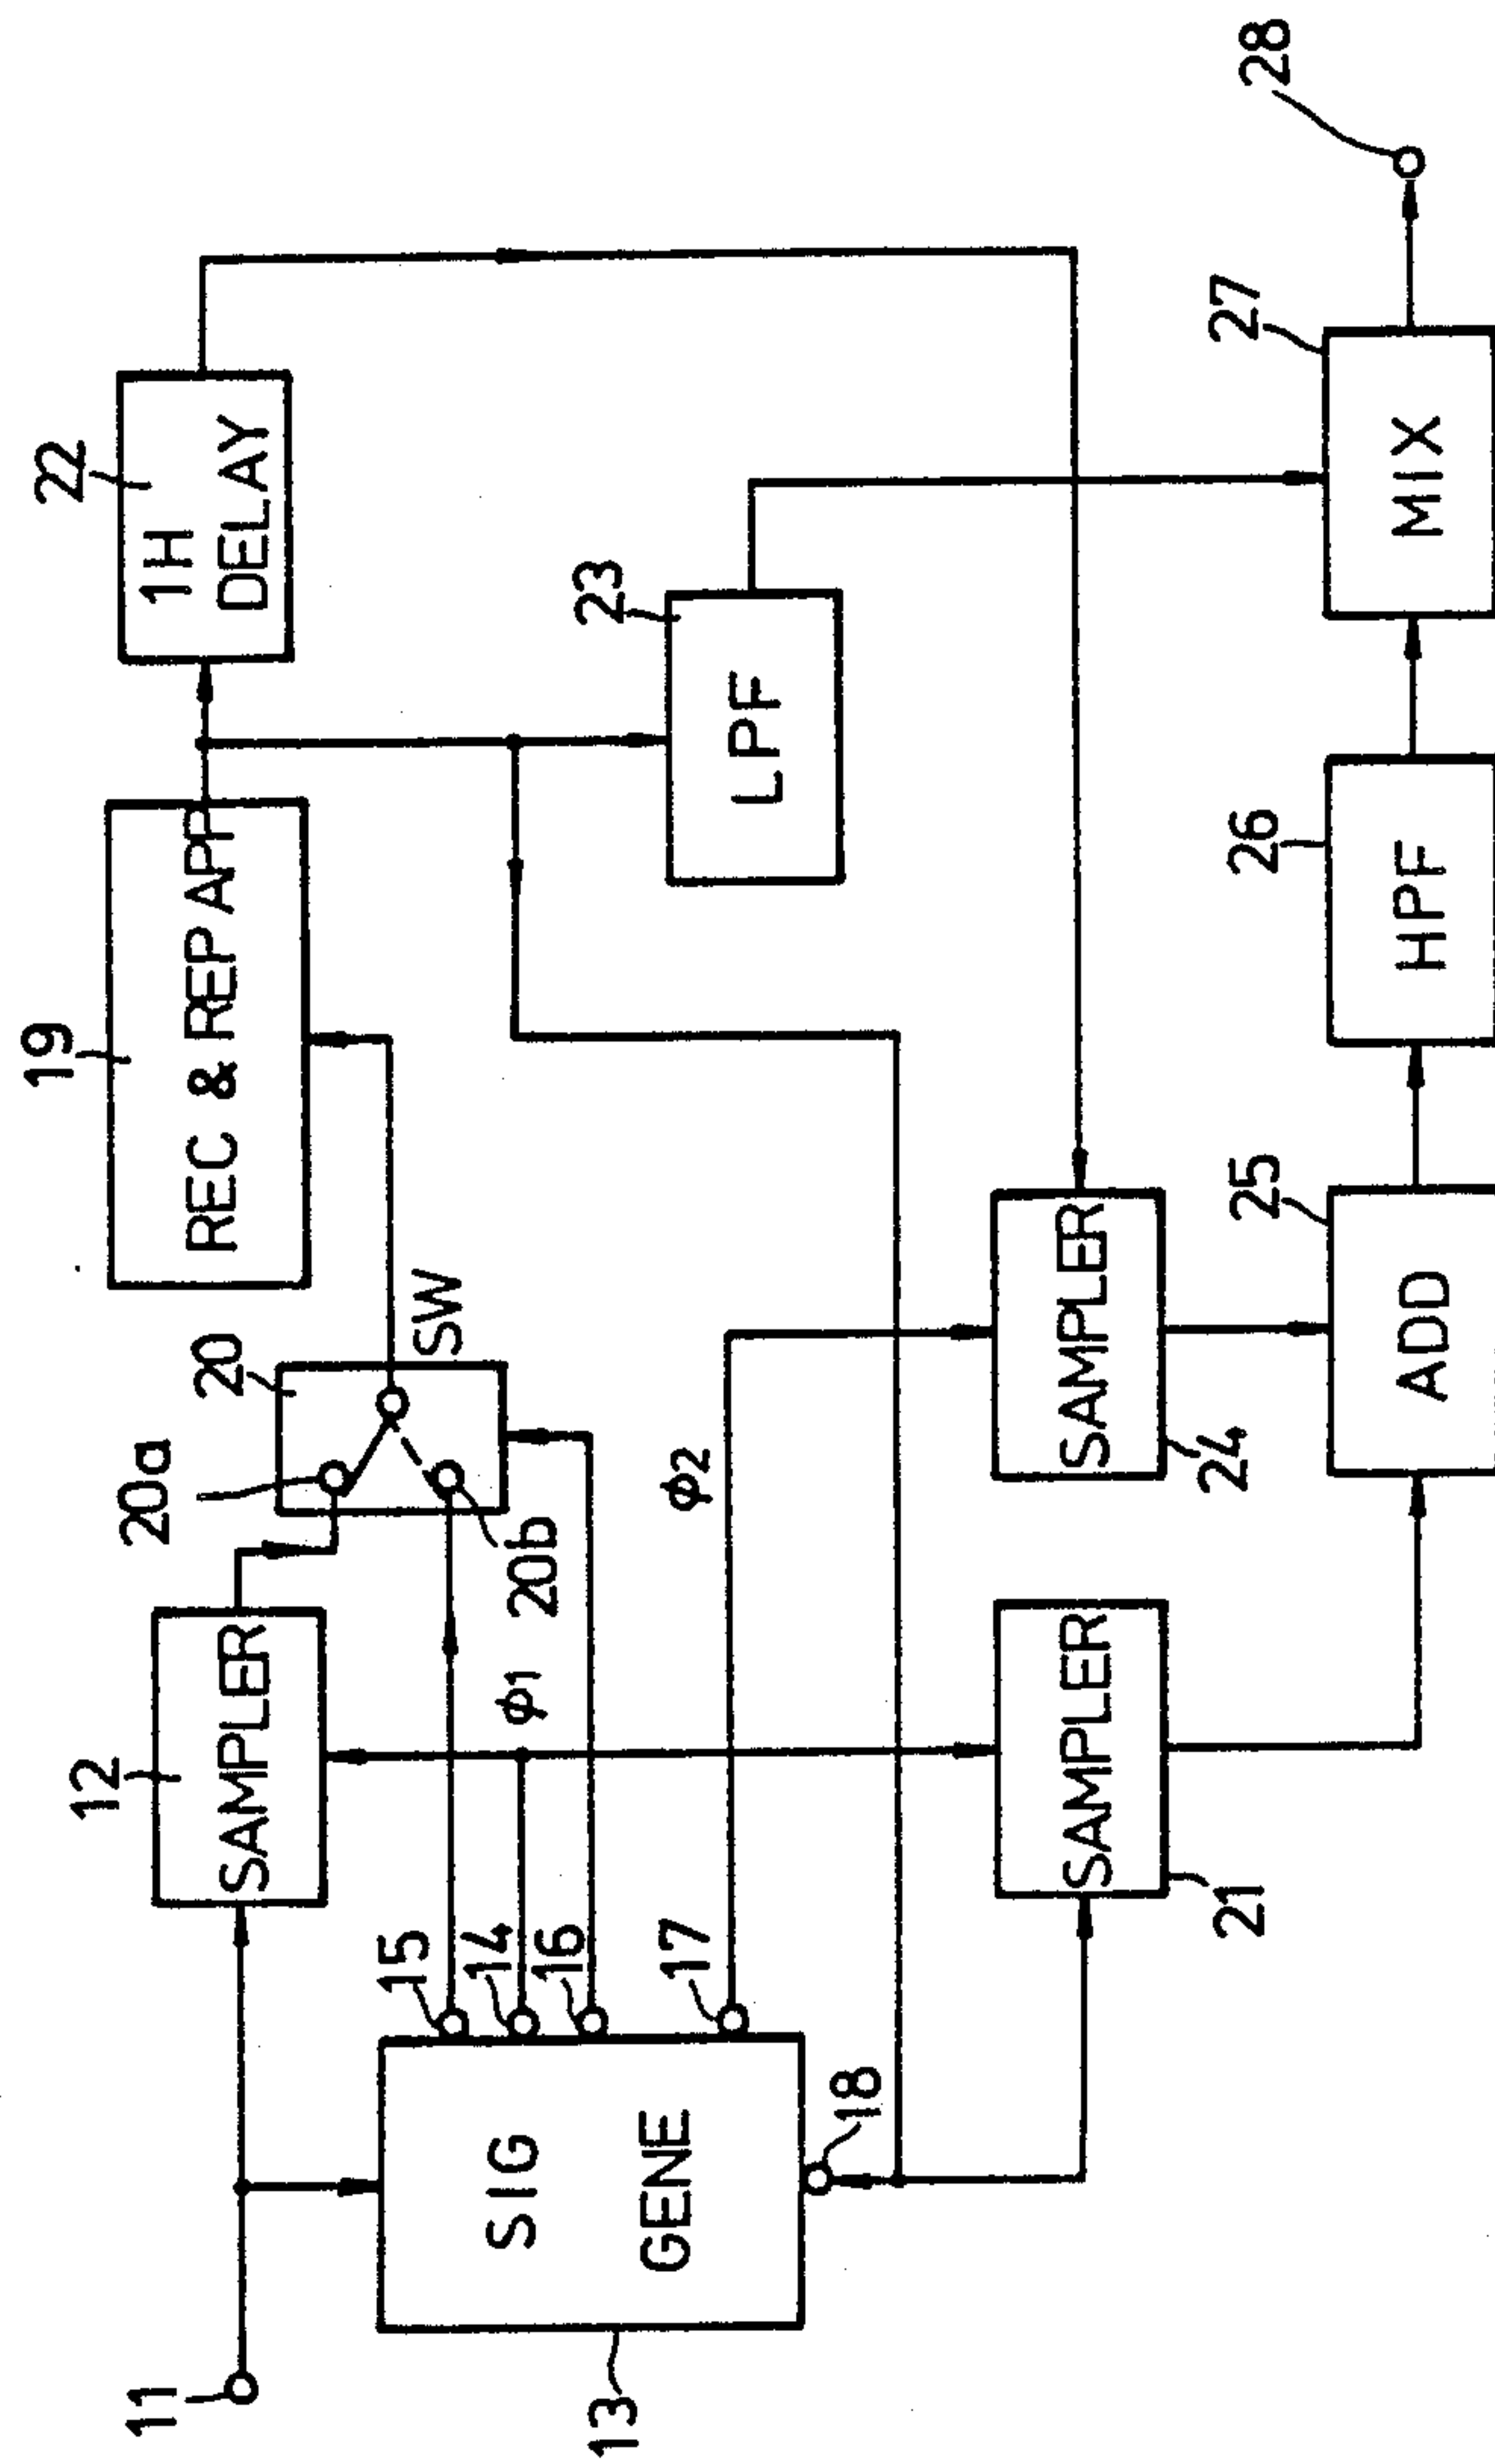 11
12
SAMPLER
20a
20
SW
20b
19
REC & REP APP
22
1H
DELAY
13
SIG
GENE
15
14
16
17
18
φ1
φ2
23
LPF
21
SAMPLER
24
SAMPLER
25
ADD
26
HPF
27
MIX
28